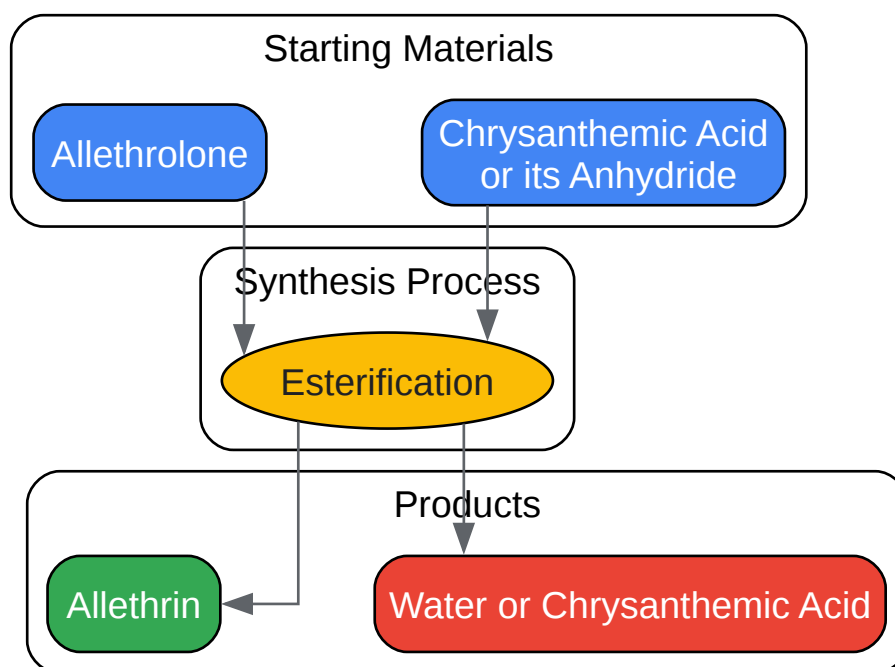 Starting Materials
Allethrolone
Chrysanthemic Acid
or its Anhydride
Synthesis Process
Esterification
Products
Allethrin
Water or Chrysanthemic Acid